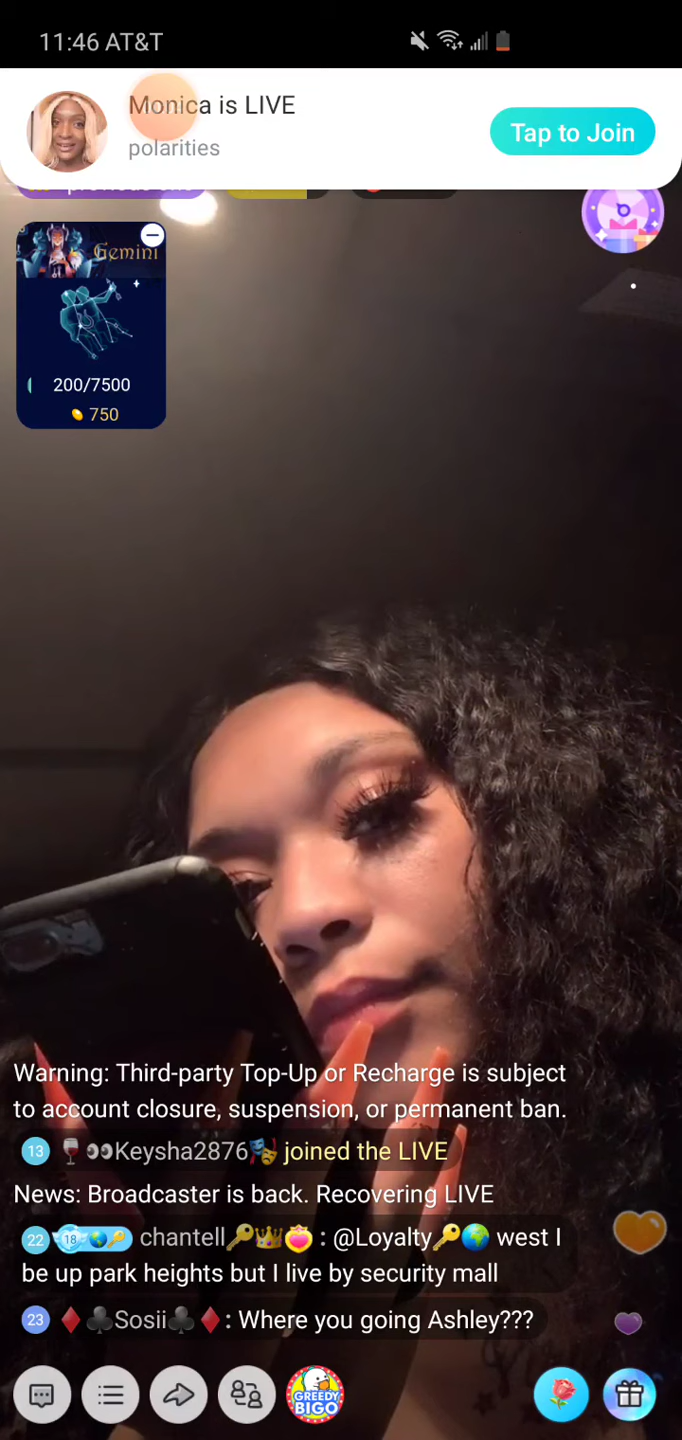 11:46 AT&T
Monica is LIVE
polarities
Tap to Join
Gemini
200/7500
750
Warning: Third-party Top-Up or Recharge is subject
to account closure, suspension, or permanent ban.
13 🍷👀Keysha2876🎭 joined the LIVE
News: Broadcaster is back. Recovering LIVE
22 18 🌎🔑 chantell🔑👑🍑 : @Loyalty🔑🌍 west I
be up park heights but I live by security mall
23 ♦️♣️Sosii♣️♦️: Where you going Ashley???
GREEDY
BIGO